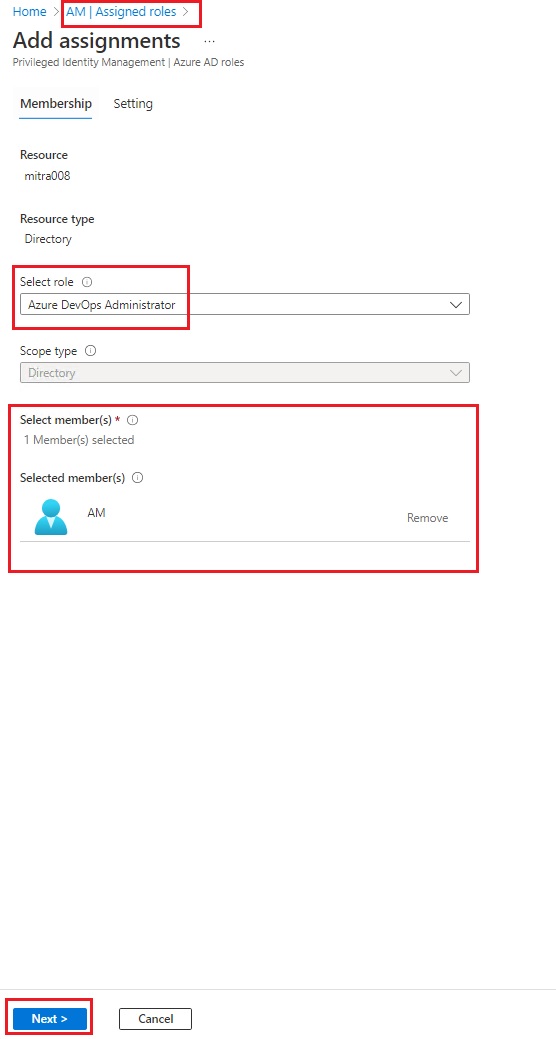 Home > AM | Assigned roles >
Add assignments ...
Privileged Identity Management | Azure AD roles
Membership Setting
Resource
mitra008
Resource type
Directory
Select role
Azure DevOps Administrator
Scope type
Directory
Select member(s) *
1 Member(s) selected
Selected member(s)
AM
Remove
Next > Cancel